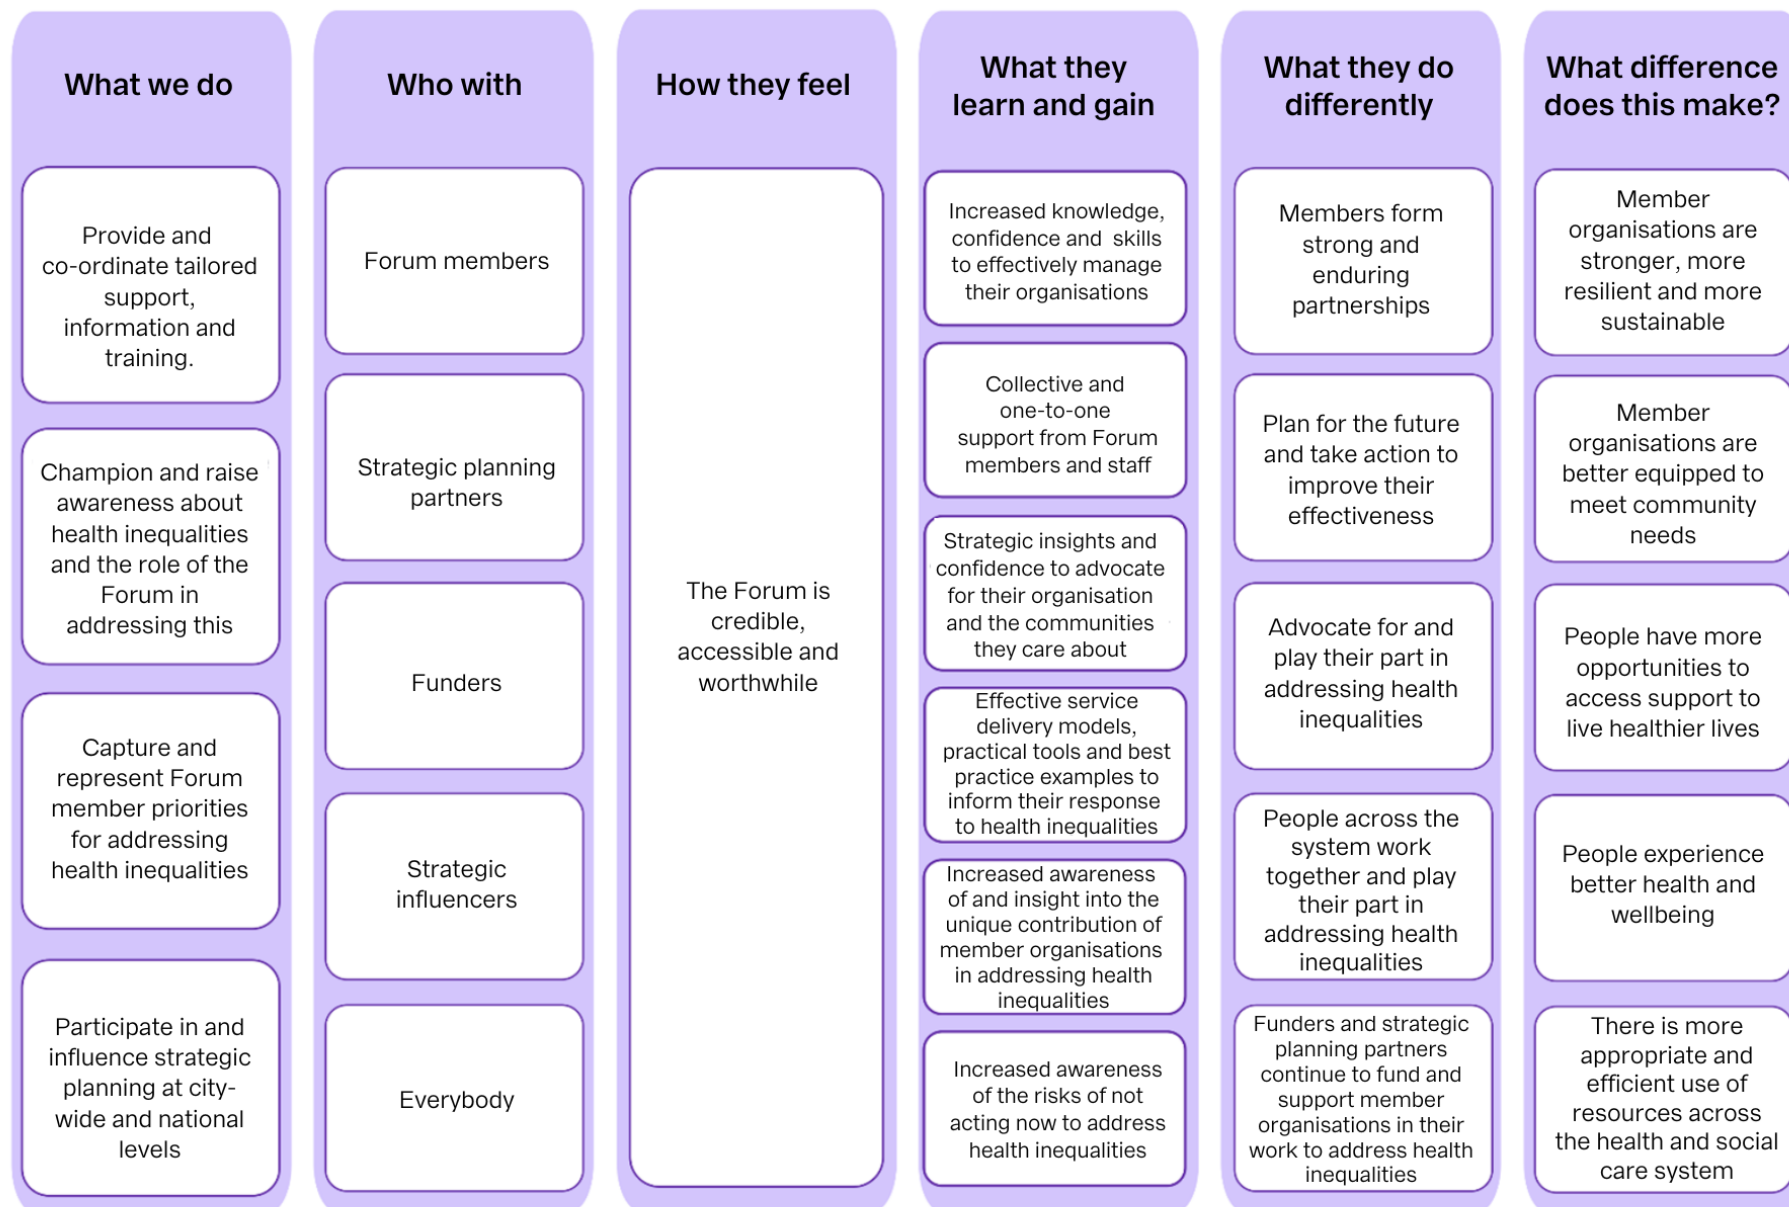 What we do
Provide and
co-ordinate tailored
support,
information and
training.
Champion and raise
awareness about
health inequalities
and the role of the
Forum in
addressing this
Capture and
represent Forum
member priorities
for addressing
health inequalities
Participate in and
influence strategic
planning at city-
wide and national
levels
Who with
Forum members
Strategic planning
partners
Funders
Strategic
influencers
Everybody
How they feel
The Forum is
credible,
accessible and
worthwhile
What they
learn and gain
Increased knowledge,
confidence and skills
to effectively manage
their organisations
Collective and
one-to-one
support from Forum
members and staff
Strategic insights and
confidence to advocate
for their organisation
and the communities
they care about
Effective service
delivery models,
practical tools and best
practice examples to
inform their response
to health inequalities
Increased awareness
of and insight into the
unique contribution of
member organisations
in addressing health
inequalities
Increased awareness
of the risks of not
acting now to address
health inequalities
What they do
differently
Members form
strong and
enduring
partnerships
Plan for the future
and take action to
improve their
effectiveness
Advocate for and
play their part in
addressing health
inequalities
People across the
system work
together and play
their part in
addressing health
inequalities
Funders and strategic
planning partners
continue to fund and
support member
organisations in their
work to address health
inequalities
What difference
does this make?
Member
organisations are
stronger, more
resilient and more
sustainable
Member
organisations are
better equipped to
meet community
needs
People have more
opportunities to
access support to
live healthier lives
People experience
better health and
wellbeing
There is more
appropriate and
efficient use of
resources across
the health and social
care system